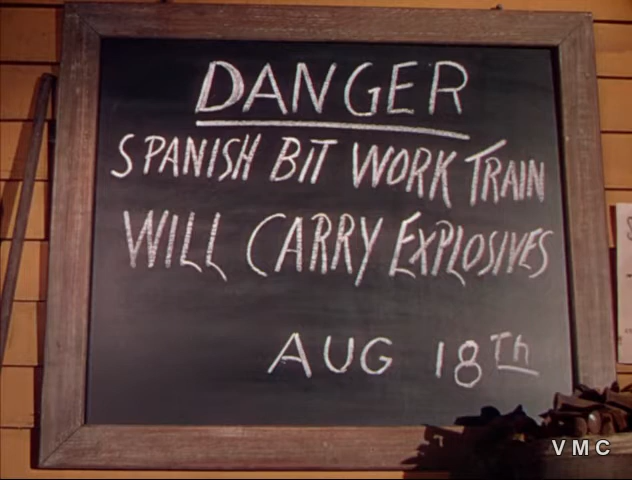 DANGER
SPANISH BIT WORK TRAIN
WILL CARRY EXPLOSIVES
AUG 18Th
VMC